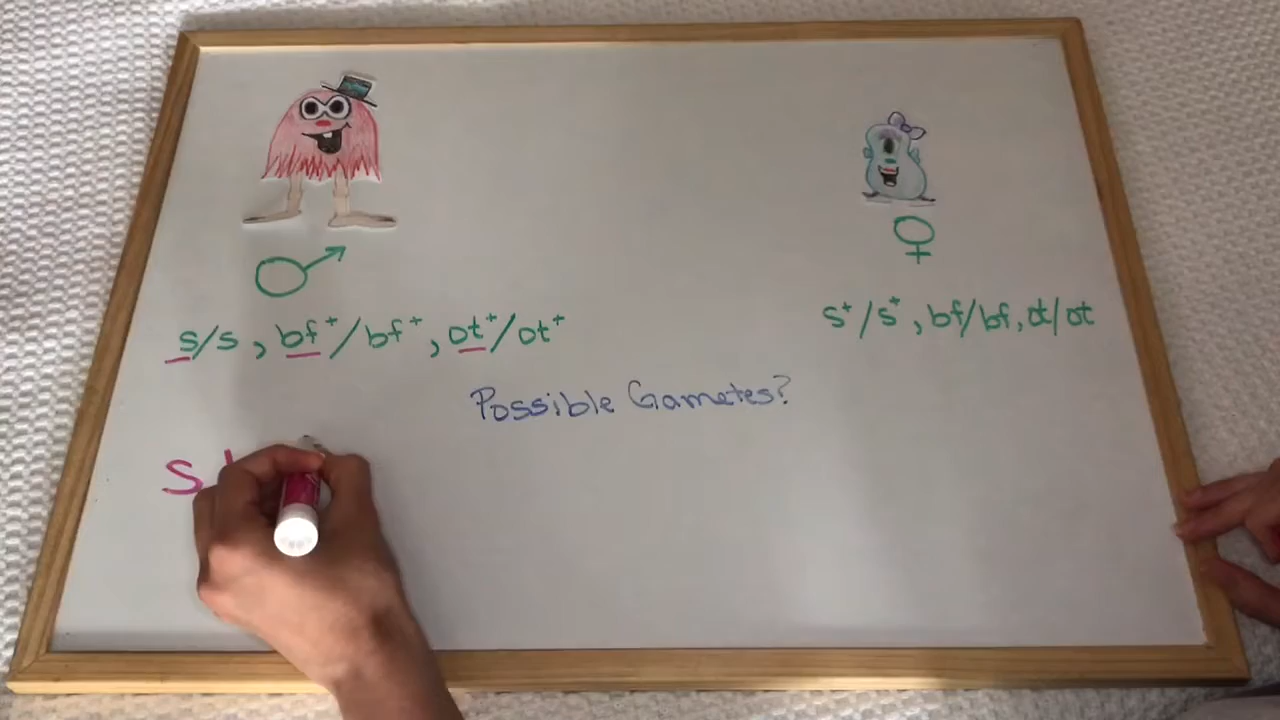 s/s, bf⁺/bf⁺, ot⁺/ot⁺
s⁺/s⁺, bf/bf, ot/ot
Possible Gametes?
s